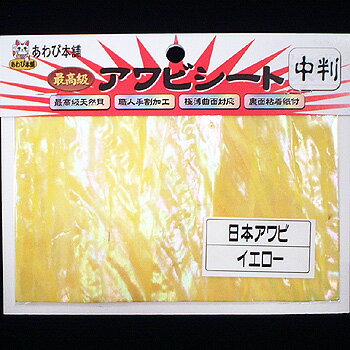 あわび本舗
あわび本舗
最高級
アワビシート
中判
最高級天然貝
職人手割加工
極薄曲面対応
裏面粘着紙付
日本アワビ
イエロー